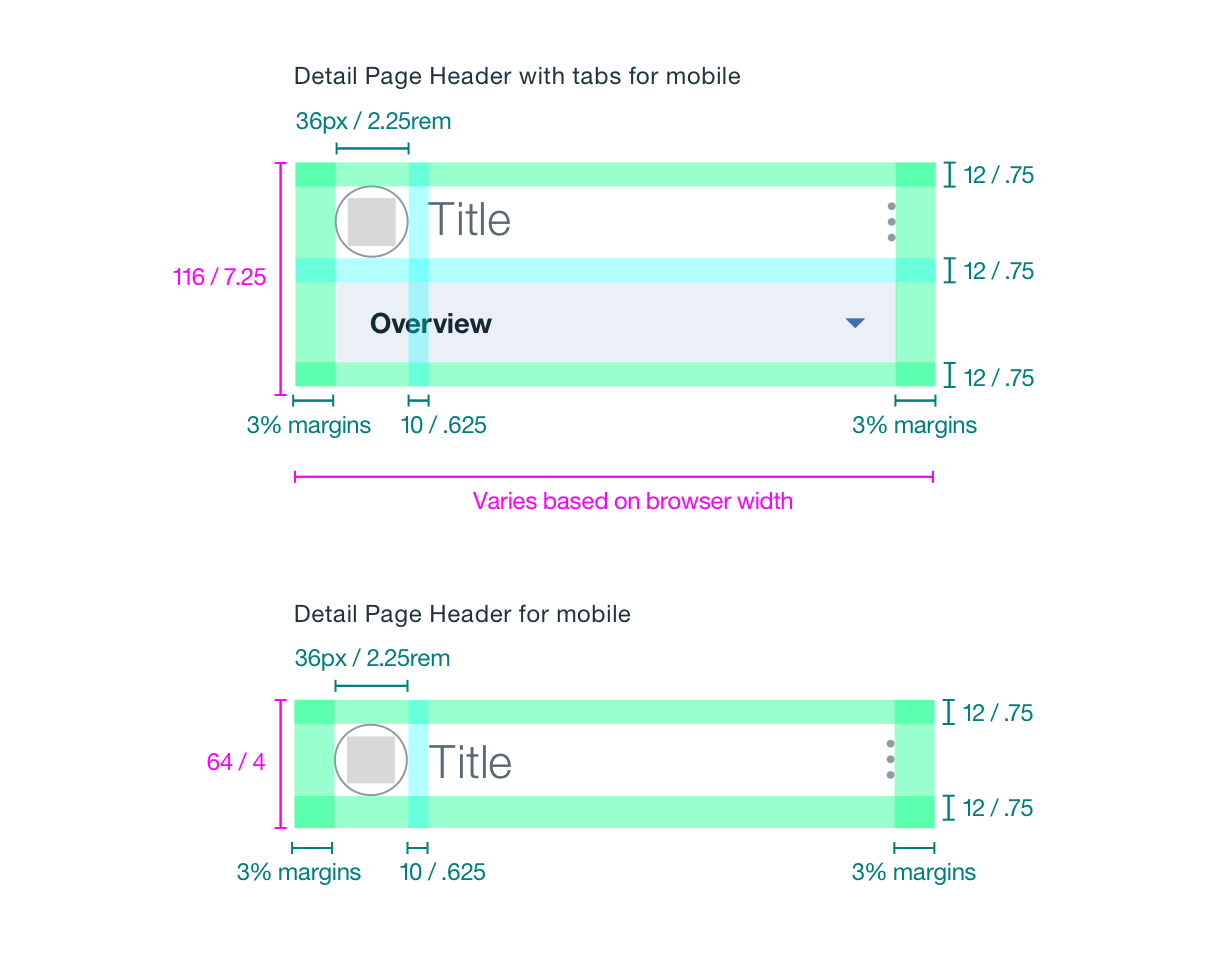 Detail Page Header with tabs for mobile
36px / 2.25rem
12 / .75
Title
116 / 7.25
12 / .75
Overview
12 / .75
3% margins
10 / .625
3% margins
Varies based on browser width
Detail Page Header for mobile
36px / 2.25rem
12 / .75
Title
64 / 4
12 / .75
3% margins
10 / .625
3% margins